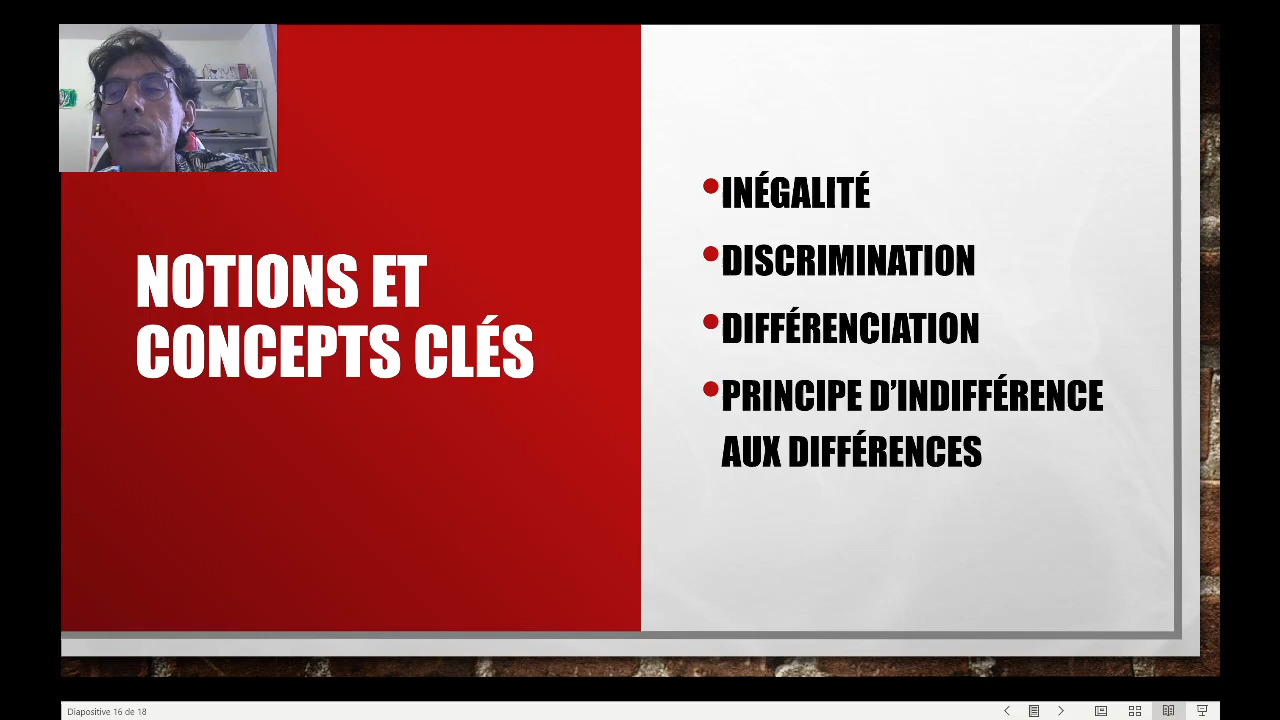 NOTIONS ET
CONCEPTS CLÉS
•INÉGALITÉ
•DISCRIMINATION
•DIFFÉRENCIATION
•PRINCIPE D’INDIFFÉRENCE
AUX DIFFÉRENCES
Diapositive 16 de 18